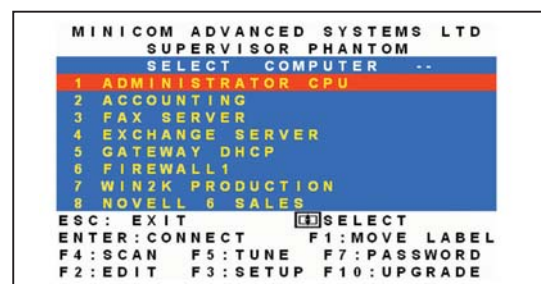 MINICOM ADVANCED SYSTEMS LTD
SUPERVISOR PHANTOM
SELECT COMPUTER --
1 ADMINISTRATOR CPU
2 ACCOUNTING
3 FAX SERVER
4 EXCHANGE SERVER
5 GATEWAY DHCP
6 FIREWALL1
7 WIN2K PRODUCTION
8 NOVELL 6 SALES
ESC: EXIT SELECT
ENTER:CONNECT F1:MOVE LABEL
F4:SCAN F5:TUNE F7:PASSWORD
F2:EDIT F3:SETUP F10:UPGRADE